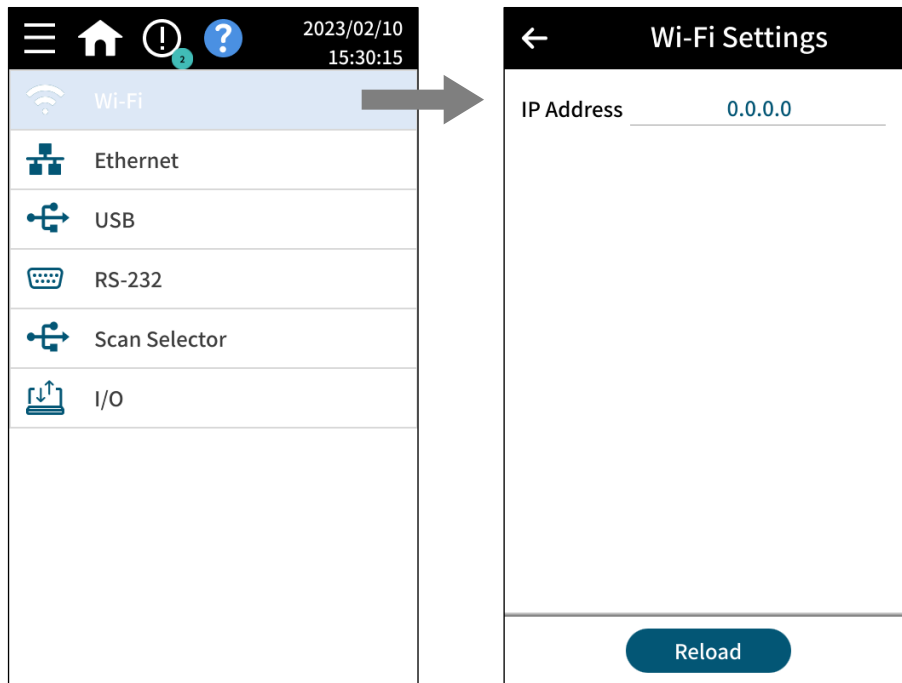 2023/02/10
15:30:15
2
?
Wi-Fi
Ethernet
USB
RS-232
Scan Selector
I/O
Wi-Fi Settings
IP Address 0.0.0.0
Reload